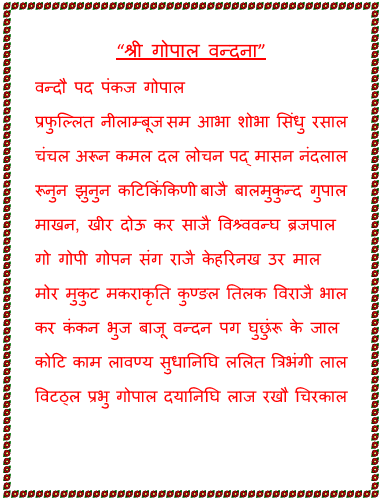 “श्री गोपाल वन्दना”
वन्दौ पद पंकज गोपाल
प्रफुल्लित नीलाम्बूज सम आभा शोभा सिंधु रसाल
चंचल अरून कमल दल लोचन पद् मासन नंदलाल
रूनुन झुनुन कटिकिंकिणी बाजै बालमुकुन्द गुपाल
माखन, खीर दोऊ कर साजै विश्र्ववन्घ ब्रजपाल
गो गोपी गोपन संग राजै केहरिनख उर माल
मोर मुकुट मकराकृति कुण्डल तिलक विराजै भाल
कर कंकन भुज बाजू वन्दन पग घुछुंरू के जाल
कोटि काम लावण्य सुधानिघि ललित त्रिभंगी लाल
विटठ्ल प्रभु गोपाल दयानिघि लाज रखौ चिरकाल